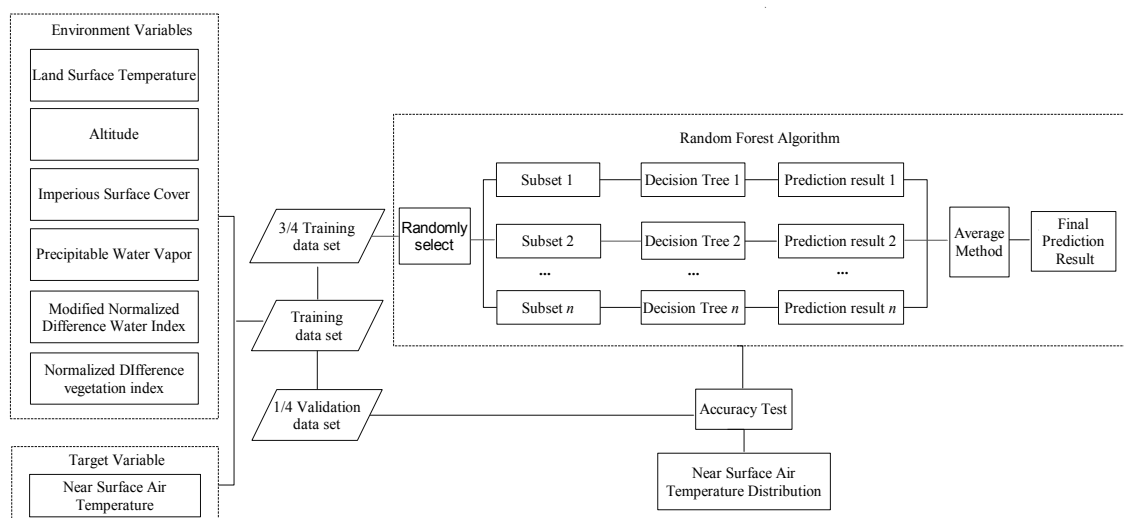 Environment Variables
Land Surface Temperature
Altitude
Imperious Surface Cover
Precipitable Water Vapor
Modified Normalized
Difference Water Index
Normalized DIfference
vegetation index
Target Variable
Near Surface Air
Temperature
3/4 Training
data set
Training
data set
1/4 Validation
data set
Random Forest Algorithm
Randomly
select
Subset 1
Decision Tree 1
Prediction result 1
Subset 2
Decision Tree 2
Prediction result 2
...
...
...
Subset n
Decision Tree n
Prediction result n
Average
Method
Final
Prediction
Result
Accuracy Test
Near Surface Air
Temperature Distribution